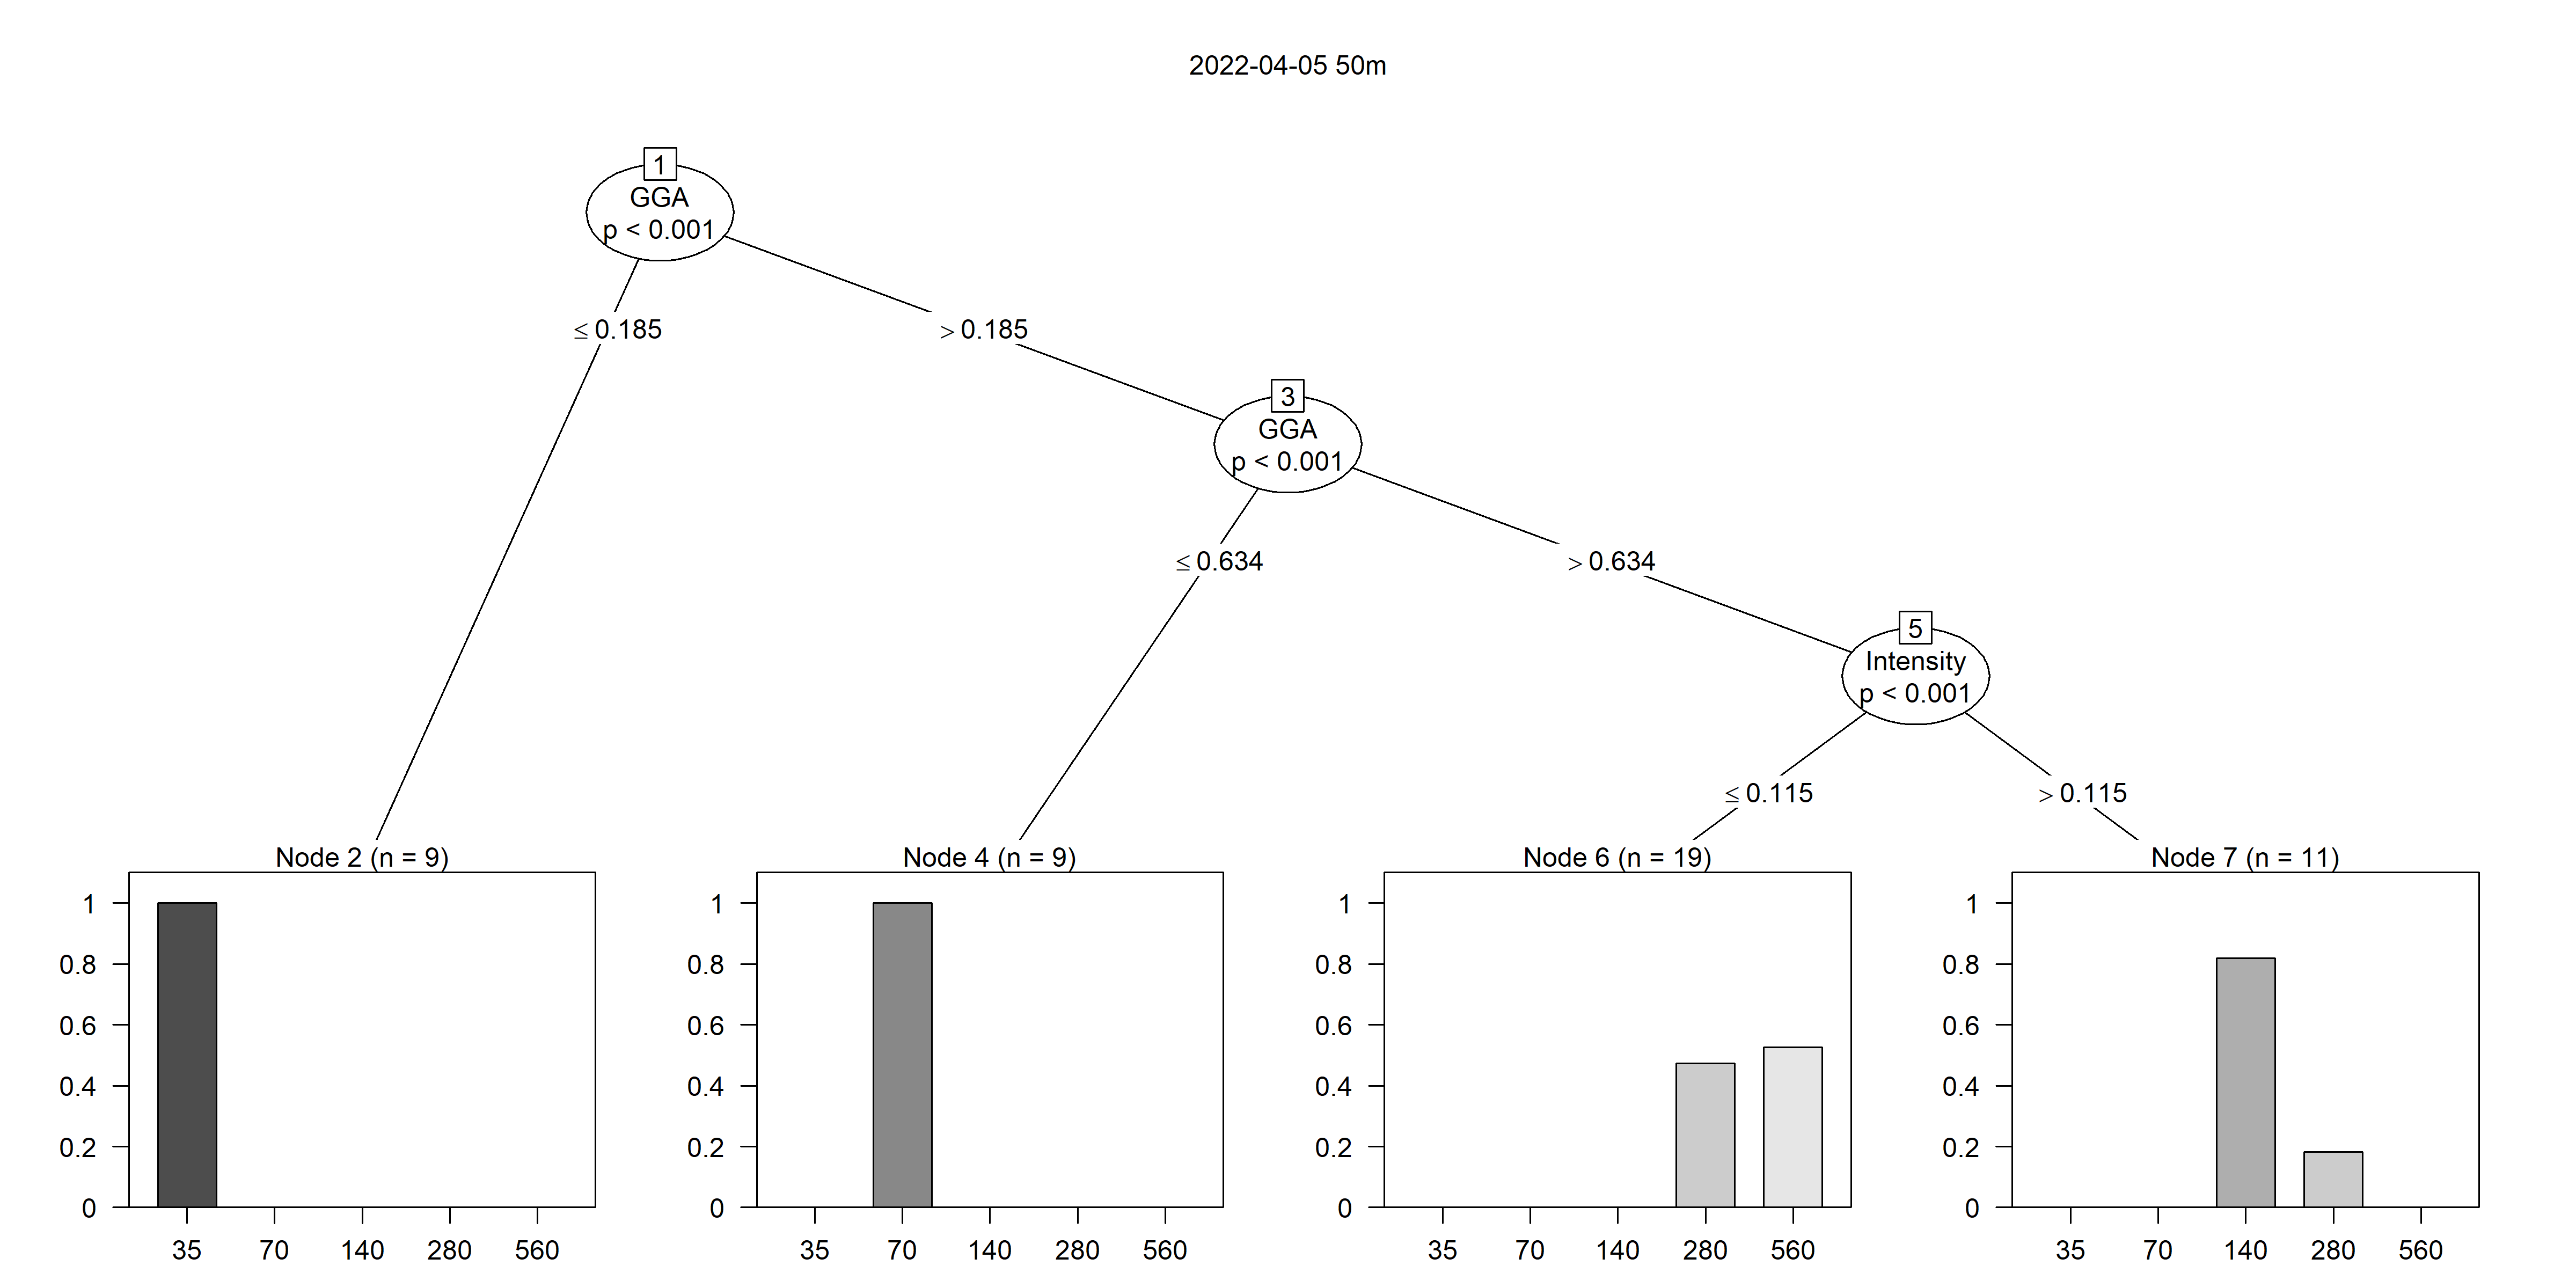 2022-04-05 50m
1
GGA
p < 0.001
≤ 0.185
> 0.185
3
GGA
p < 0.001
≤ 0.634
> 0.634
5
Intensity
p < 0.001
≤ 0.115
> 0.115
Node 2 (n = 9)
1
0.8
0.6
0.4
0.2
0
35 70 140 280 560
Node 4 (n = 9)
1
0.8
0.6
0.4
0.2
0
35 70 140 280 560
Node 6 (n = 19)
1
0.8
0.6
0.4
0.2
0
35 70 140 280 560
Node 7 (n = 11)
1
0.8
0.6
0.4
0.2
0
35 70 140 280 560